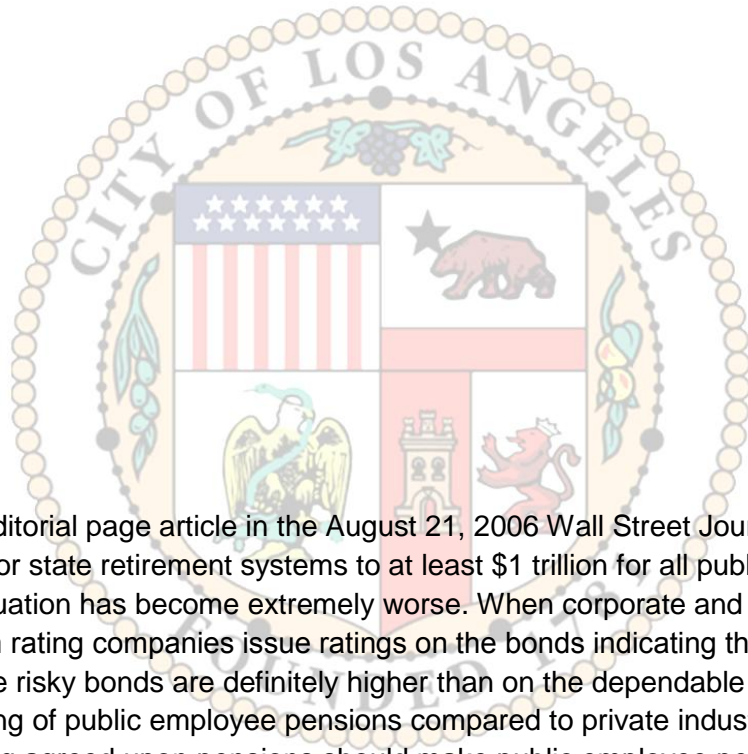 CITY OF LOS ANGELES
ditorial page article in the August 21, 2006 Wall Street Jour
or state retirement systems to at least $1 trillion for all publ
uation has become extremely worse. When corporate and
rating companies issue ratings on the bonds indicating th
e risky bonds are definitely higher than on the dependable
ng of public employee pensions compared to private indus
agreed upon pensions should make public employee
FOUNDED 1781